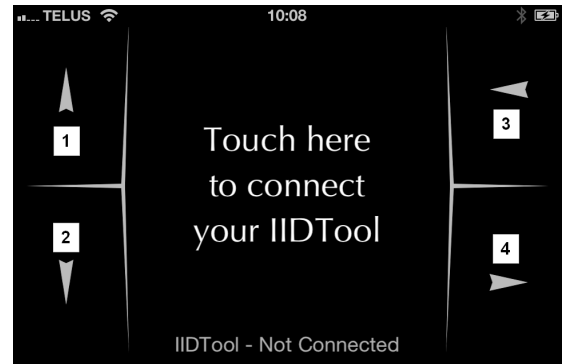 TELUS 10:08
1
3
Touch here
to connect
your IIDTool
2
4
IIDTool - Not Connected